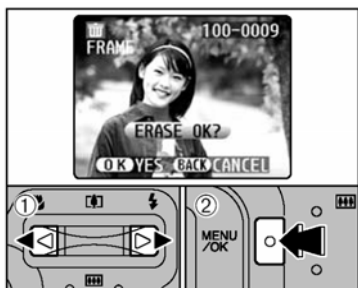 100-0009
FRAME
ERASE OK?
OK YES BACK CANCEL
① ②
MENU
/OK